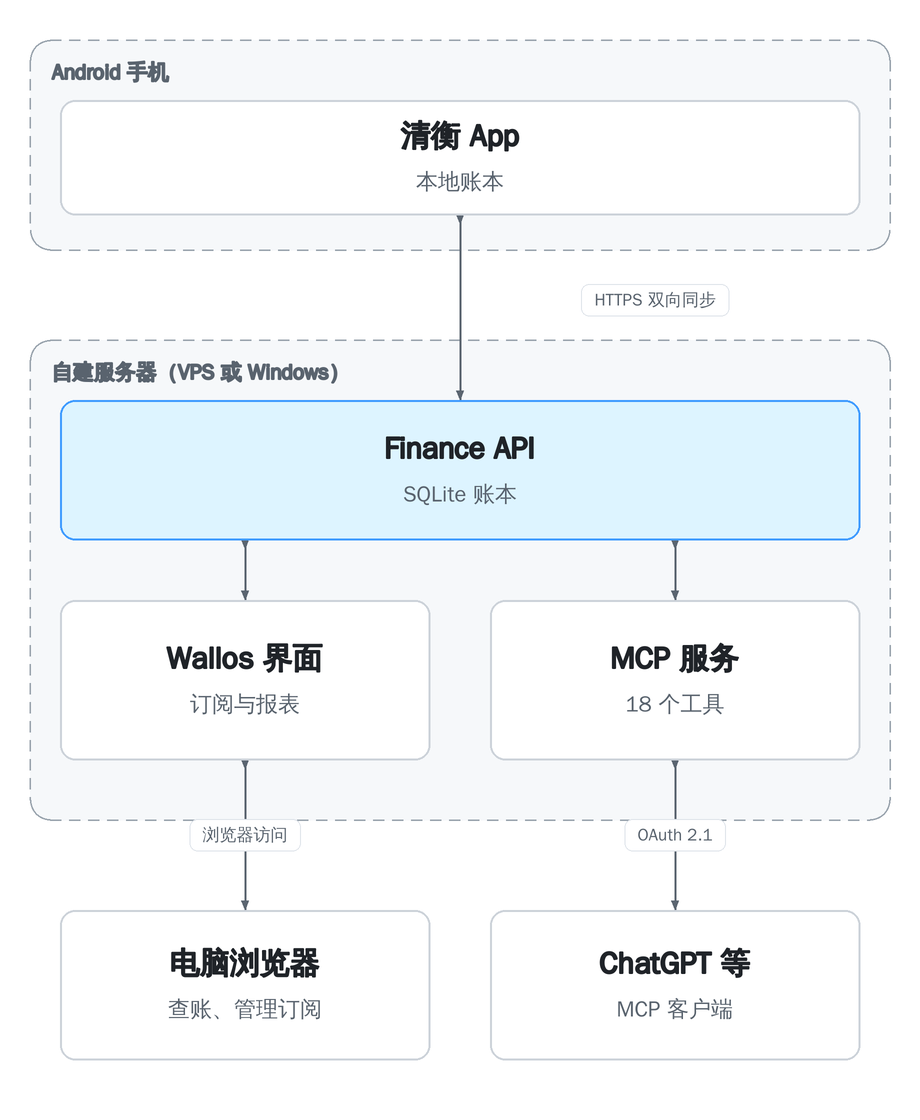 Android 手机
清衡 App
本地账本
HTTPS 双向同步
自建服务器（VPS 或 Windows）
Finance API
SQLite 账本
Wallos 界面
订阅与报表
MCP 服务
18 个工具
浏览器访问
OAuth 2.1
电脑浏览器
查账、管理订阅
ChatGPT 等
MCP 客户端